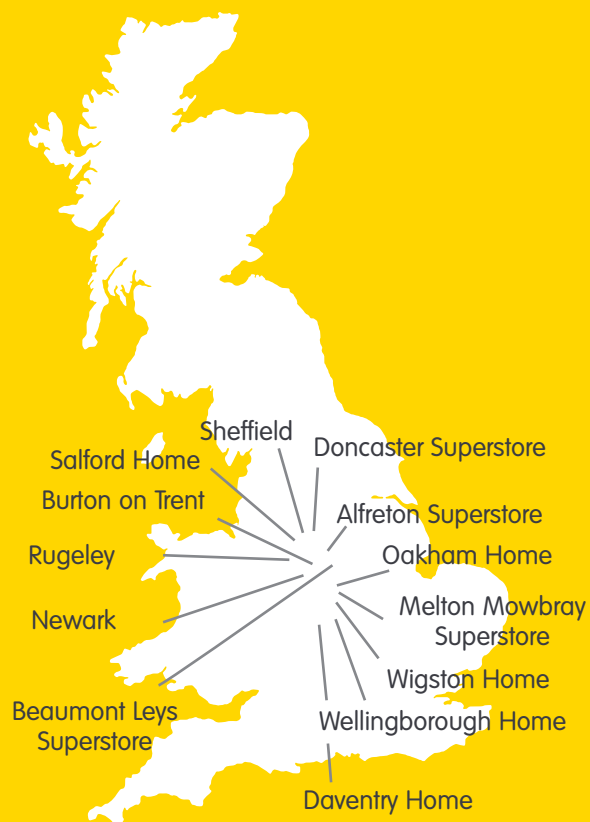 Sheffield
Doncaster Superstore
Salford Home
Burton on Trent
Alfreton Superstore
Rugeley
Oakham Home
Newark
Melton Mowbray
Superstore
Wigston Home
Beaumont Leys
Superstore
Wellingborough Home
Daventry Home